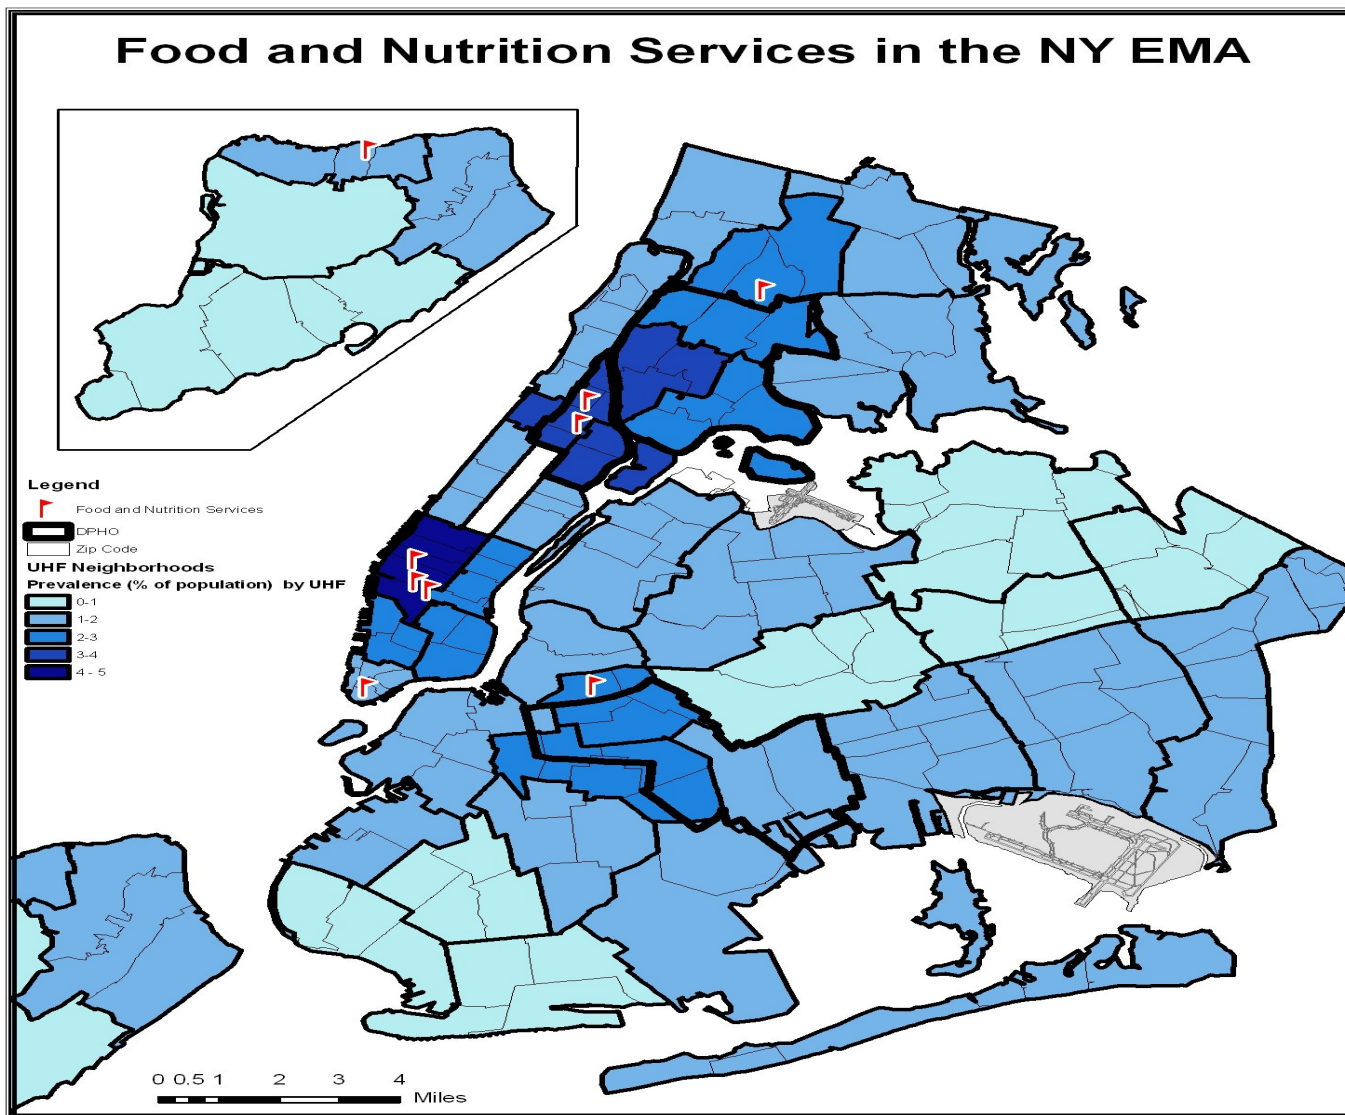 Food and Nutrition Services in the NY EMA
Legend
Food and Nutrition Services
DPHO
Zip Code
UHF Neighborhoods
Prevalence (% of population) by UHF
0-1
1-2
2-3
3-4
4 - 5
0 0.5 1 2 3 4
Miles